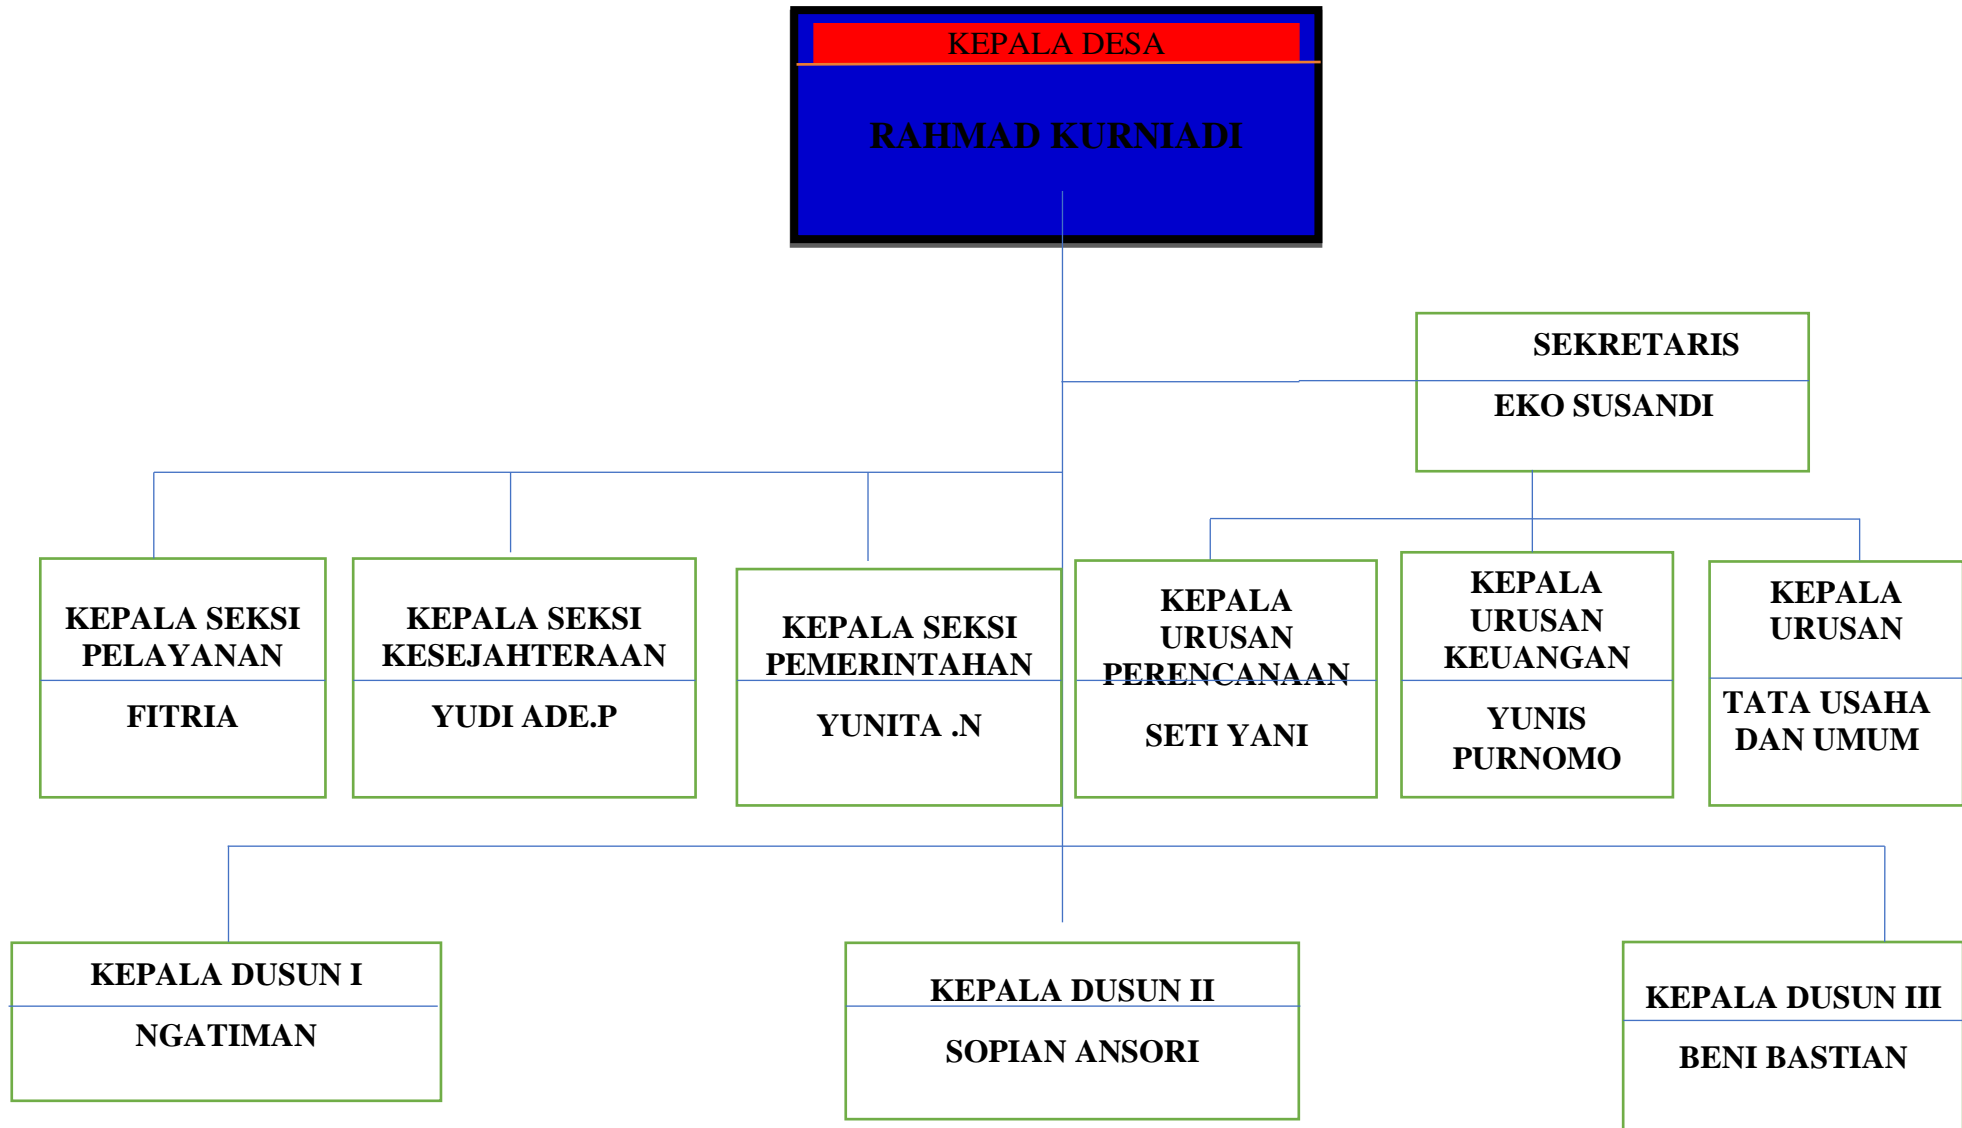 KEPALA DESA
RAHMAD KURNIADI
SEKRETARIS
EKO SUSANDI
KEPALA SEKSI
PELAYANAN
FITRIA
KEPALA SEKSI
KESEJAHTERAAN
YUDI ADE.P
KEPALA SEKSI
PEMERINTAHAN
YUNITA .N
KEPALA
URUSAN
PERENCANAAN
SETI YANI
KEPALA
URUSAN
KEUANGAN
YUNIS
PURNOMO
KEPALA
URUSAN
TATA USAHA
DAN UMUM
KEPALA DUSUN I
NGATIMAN
KEPALA DUSUN II
SOPIAN ANSORI
KEPALA DUSUN III
BENI BASTIAN